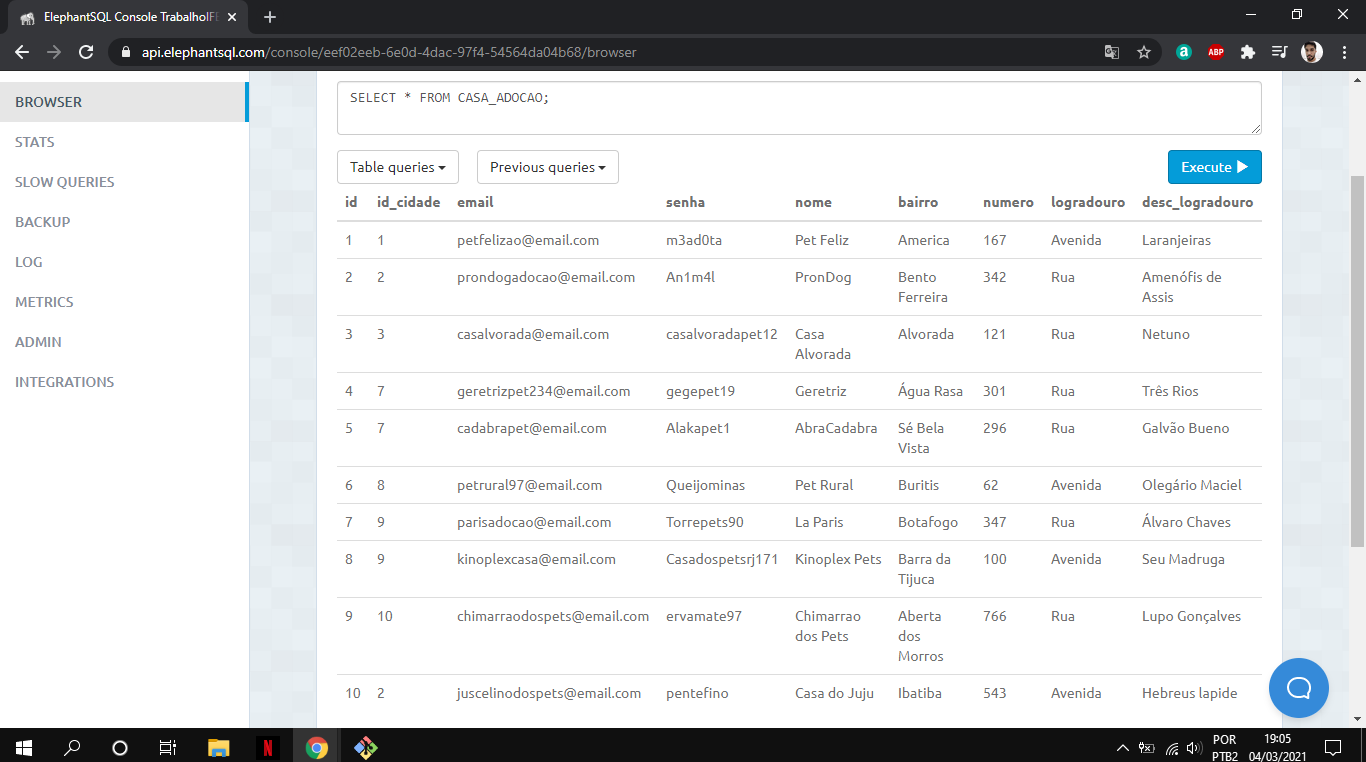 ElephantSQL Console TrabalhoIF
api.elephantsql.com/console/eef02eeb-6e0d-4dac-97f4-54564da04b68/browser
a
ABP
BROWSER
STATS
SLOW QUERIES
BACKUP
LOG
METRICS
ADMIN
INTEGRATIONS
SELECT * FROM CASA_ADOCAO;
Table queries
Previous queries
Execute
id id_cidade email senha nome bairro numero logradouro desc_logradouro
1 1 petfelizao@email.com m3ad0ta Pet Feliz America 167 Avenida Laranjeiras
2 2 prondogadocao@email.com An1m4l PronDog Bento 342 Rua Amenófis de
Ferreira Assis
3 3 casalvorada@email.com casalvoradapet12 Casa Alvorada 121 Rua Netuno
Alvorada
4 7 geretrizpet234@email.com gegepet19 Geretriz Água Rasa 301 Rua Três Rios
5 7 cadabrapet@email.com Alakapet1 AbraCadabra Sé Bela 296 Rua Galvão Bueno
Vista
6 8 petrural97@email.com Queijominas Pet Rural Buritis 62 Avenida Olegário Maciel
7 9 parisadocao@email.com Torrepets90 La Paris Botafogo 347 Rua Álvaro Chaves
8 9 kinoplexcasa@email.com Casadospetsrj171 Kinoplex Pets Barra da 100 Avenida Seu Madruga
Tijuca
9 10 chimarraodospets@email.com ervamate97 Chimarrao Aberta 766 Rua Lupo Gonçalves
dos Pets dos
Morros
10 2 juscelinodospets@email.com pentefino Casa do Juju Ibatiba 543 Avenida Hebreus lapide
N
POR
PTB2
19:05
04/03/2021